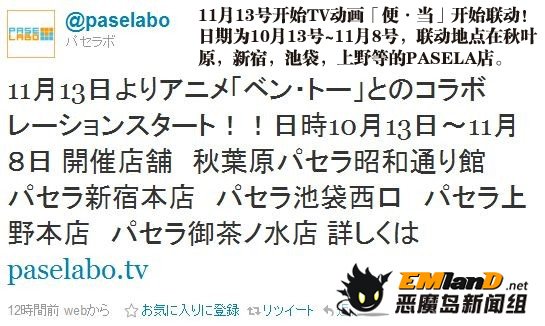 PASELABO
@paselabo
パセラボ
11月13号开始TV动画「便·当」开始联动!
日期为10月13号~11月8号，联动地点在秋叶
原，新宿，池袋，上野等的PASELA店。
11月13日よりアニメ「ベン・トー」とのコラボ
レーションスタート！！日時10月13日～11月
８日 開催店舗　秋葉原パセラ昭和通り館
パセラ新宿本店　パセラ池袋西口　パセラ上
野本店　パセラ御茶ノ水店 詳しくは
paselabo.tv
12時間前 webから ☆お気に入りに登録 リツイート
EMlanD.net
恶魔岛新闻组